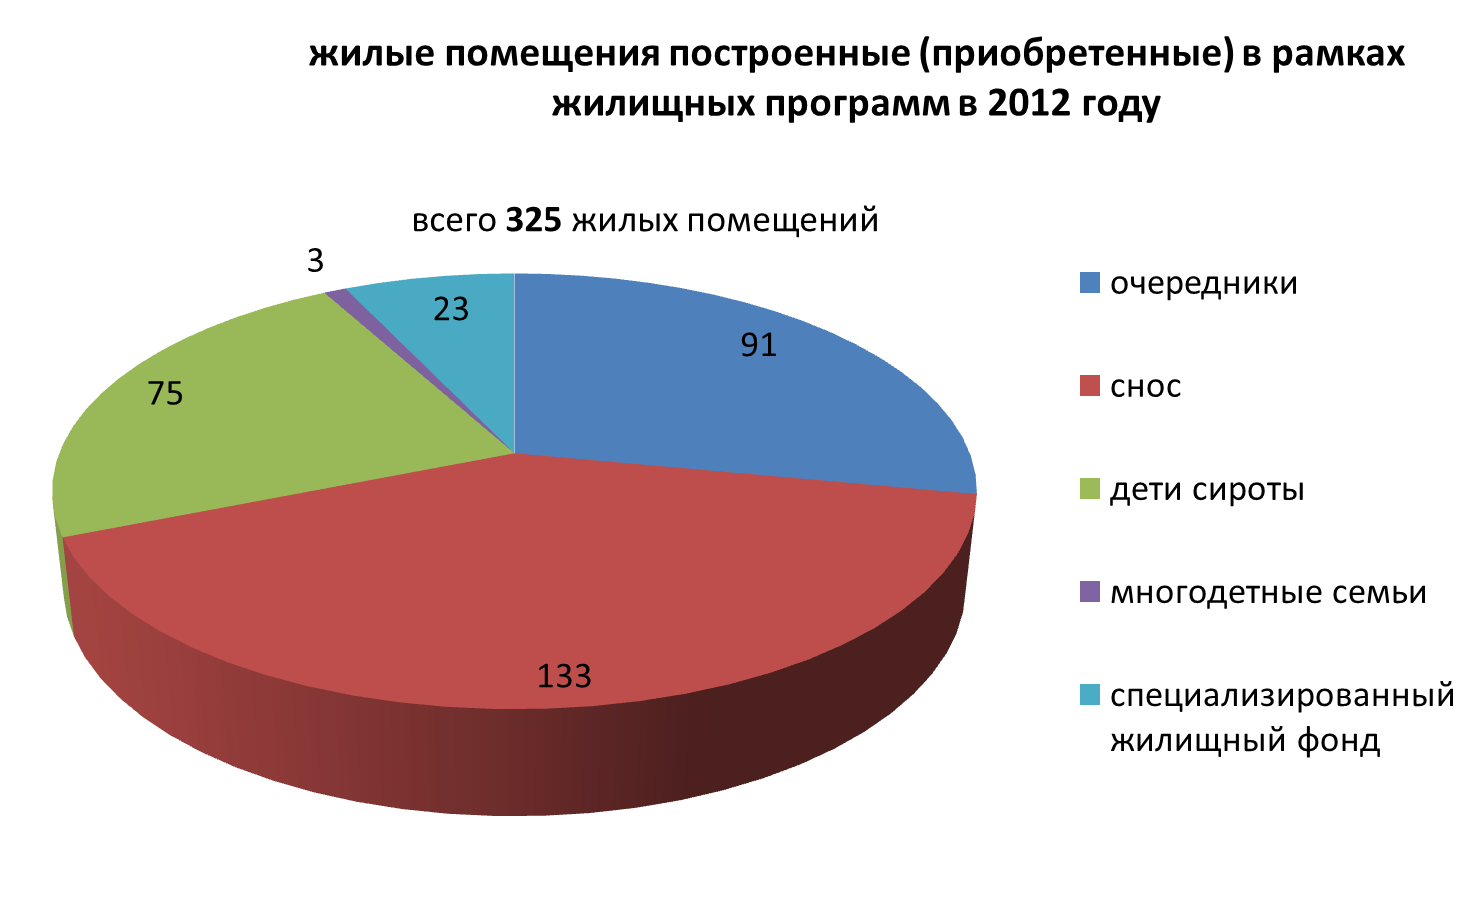 жилые помещения построенные (приобретенные) в рамках
жилищных программ в 2012 году
всего 325 жилых помещений
3
23
91
75
133
очередники
снос
дети сироты
многодетные семьи
специализированный
жилищный фонд